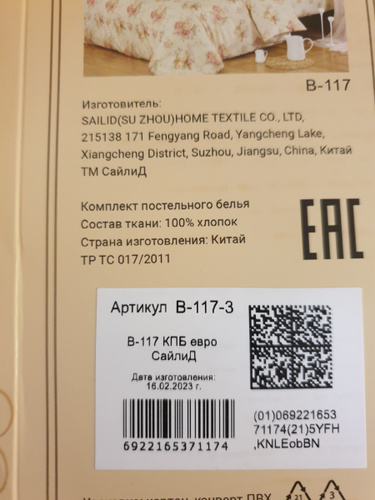 B-117
Изготовитель:
SAILID(SU ZHOU)HOME TEXTILE CO., LTD,
215138 171 Fengyang Road, Yangcheng Lake,
Xiangcheng District, Suzhou, Jiangsu, China, Китай
ТМ СайлиД
Комплект постельного белья
Состав ткани: 100% хлопок
Страна изготовления: Китай
ТР ТС 017/2011
EAC
Артикул B-117-3
B-117 КПБ евро
СайлиД
Дата изготовления:
16.02.2023 г.
6922165371174
(01)069221653
71174(21)5YFH
,KNLEobBN
21
3